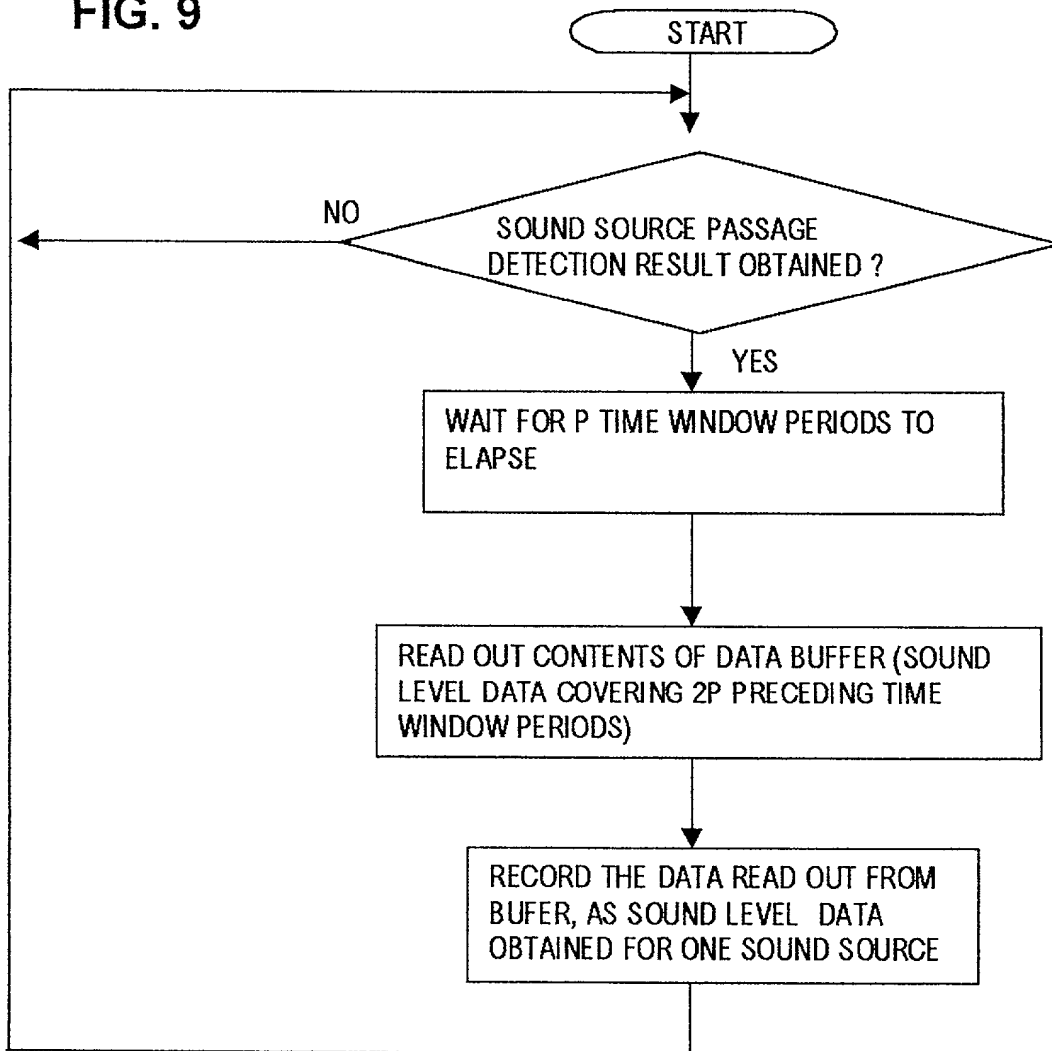 FIG. 9
START
SOUND SOURCE PASSAGE
DETECTION RESULT OBTAINED ?
NO
YES
WAIT FOR P TIME WINDOW PERIODS TO
ELAPSE
READ OUT CONTENTS OF DATA BUFFER (SOUND
LEVEL DATA COVERING 2P PRECEDING TIME
WINDOW PERIODS)
RECORD THE DATA READ OUT FROM
BUFER, AS SOUND LEVEL DATA
OBTAINED FOR ONE SOUND SOURCE